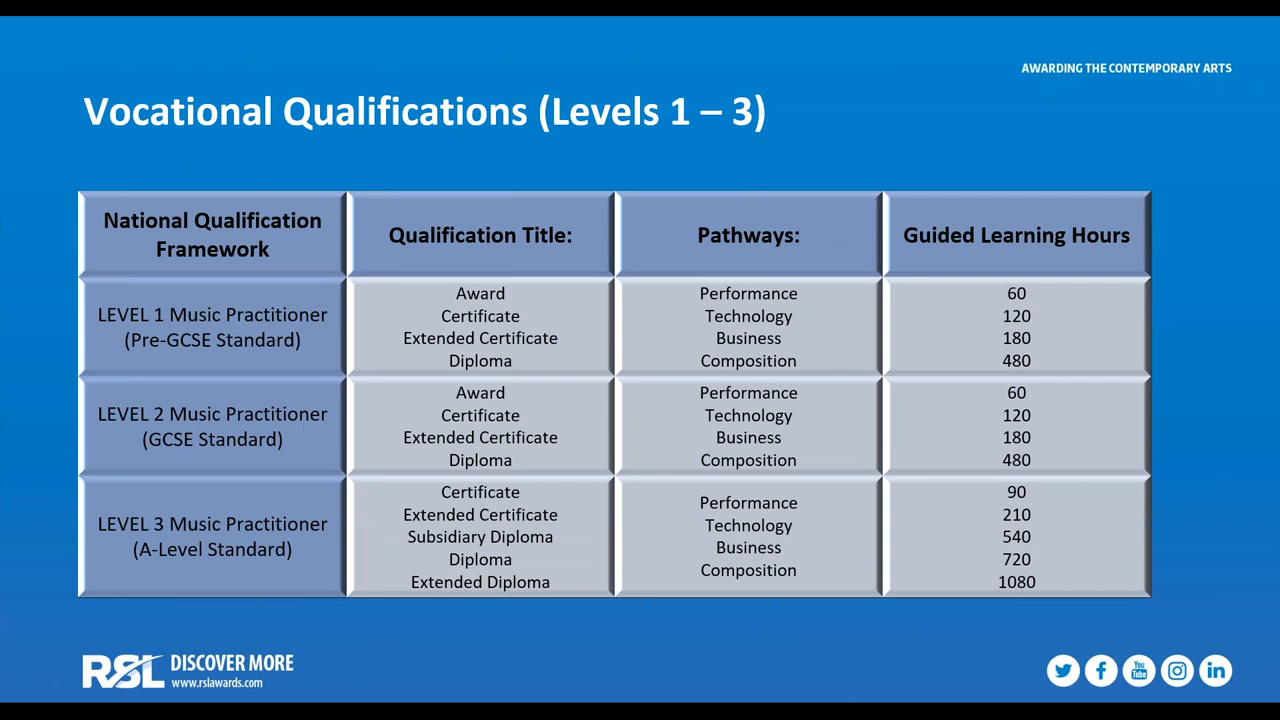 AWARDING THE CONTEMPORARY ARTS
Vocational Qualifications (Levels 1 – 3)
National Qualification
Framework
Qualification Title:
Pathways:
Guided Learning Hours
LEVEL 1 Music Practitioner
(Pre-GCSE Standard)
Award
Certificate
Extended Certificate
Diploma
Performance
Technology
Business
Composition
60
120
180
480
LEVEL 2 Music Practitioner
(GCSE Standard)
Award
Certificate
Extended Certificate
Diploma
Performance
Technology
Business
Composition
60
120
180
480
LEVEL 3 Music Practitioner
(A-Level Standard)
Certificate
Extended Certificate
Subsidiary Diploma
Diploma
Extended Diploma
Performance
Technology
Business
Composition
90
210
540
720
1080
RSL DISCOVER MORE
www.rslawards.com
You
Tube
in